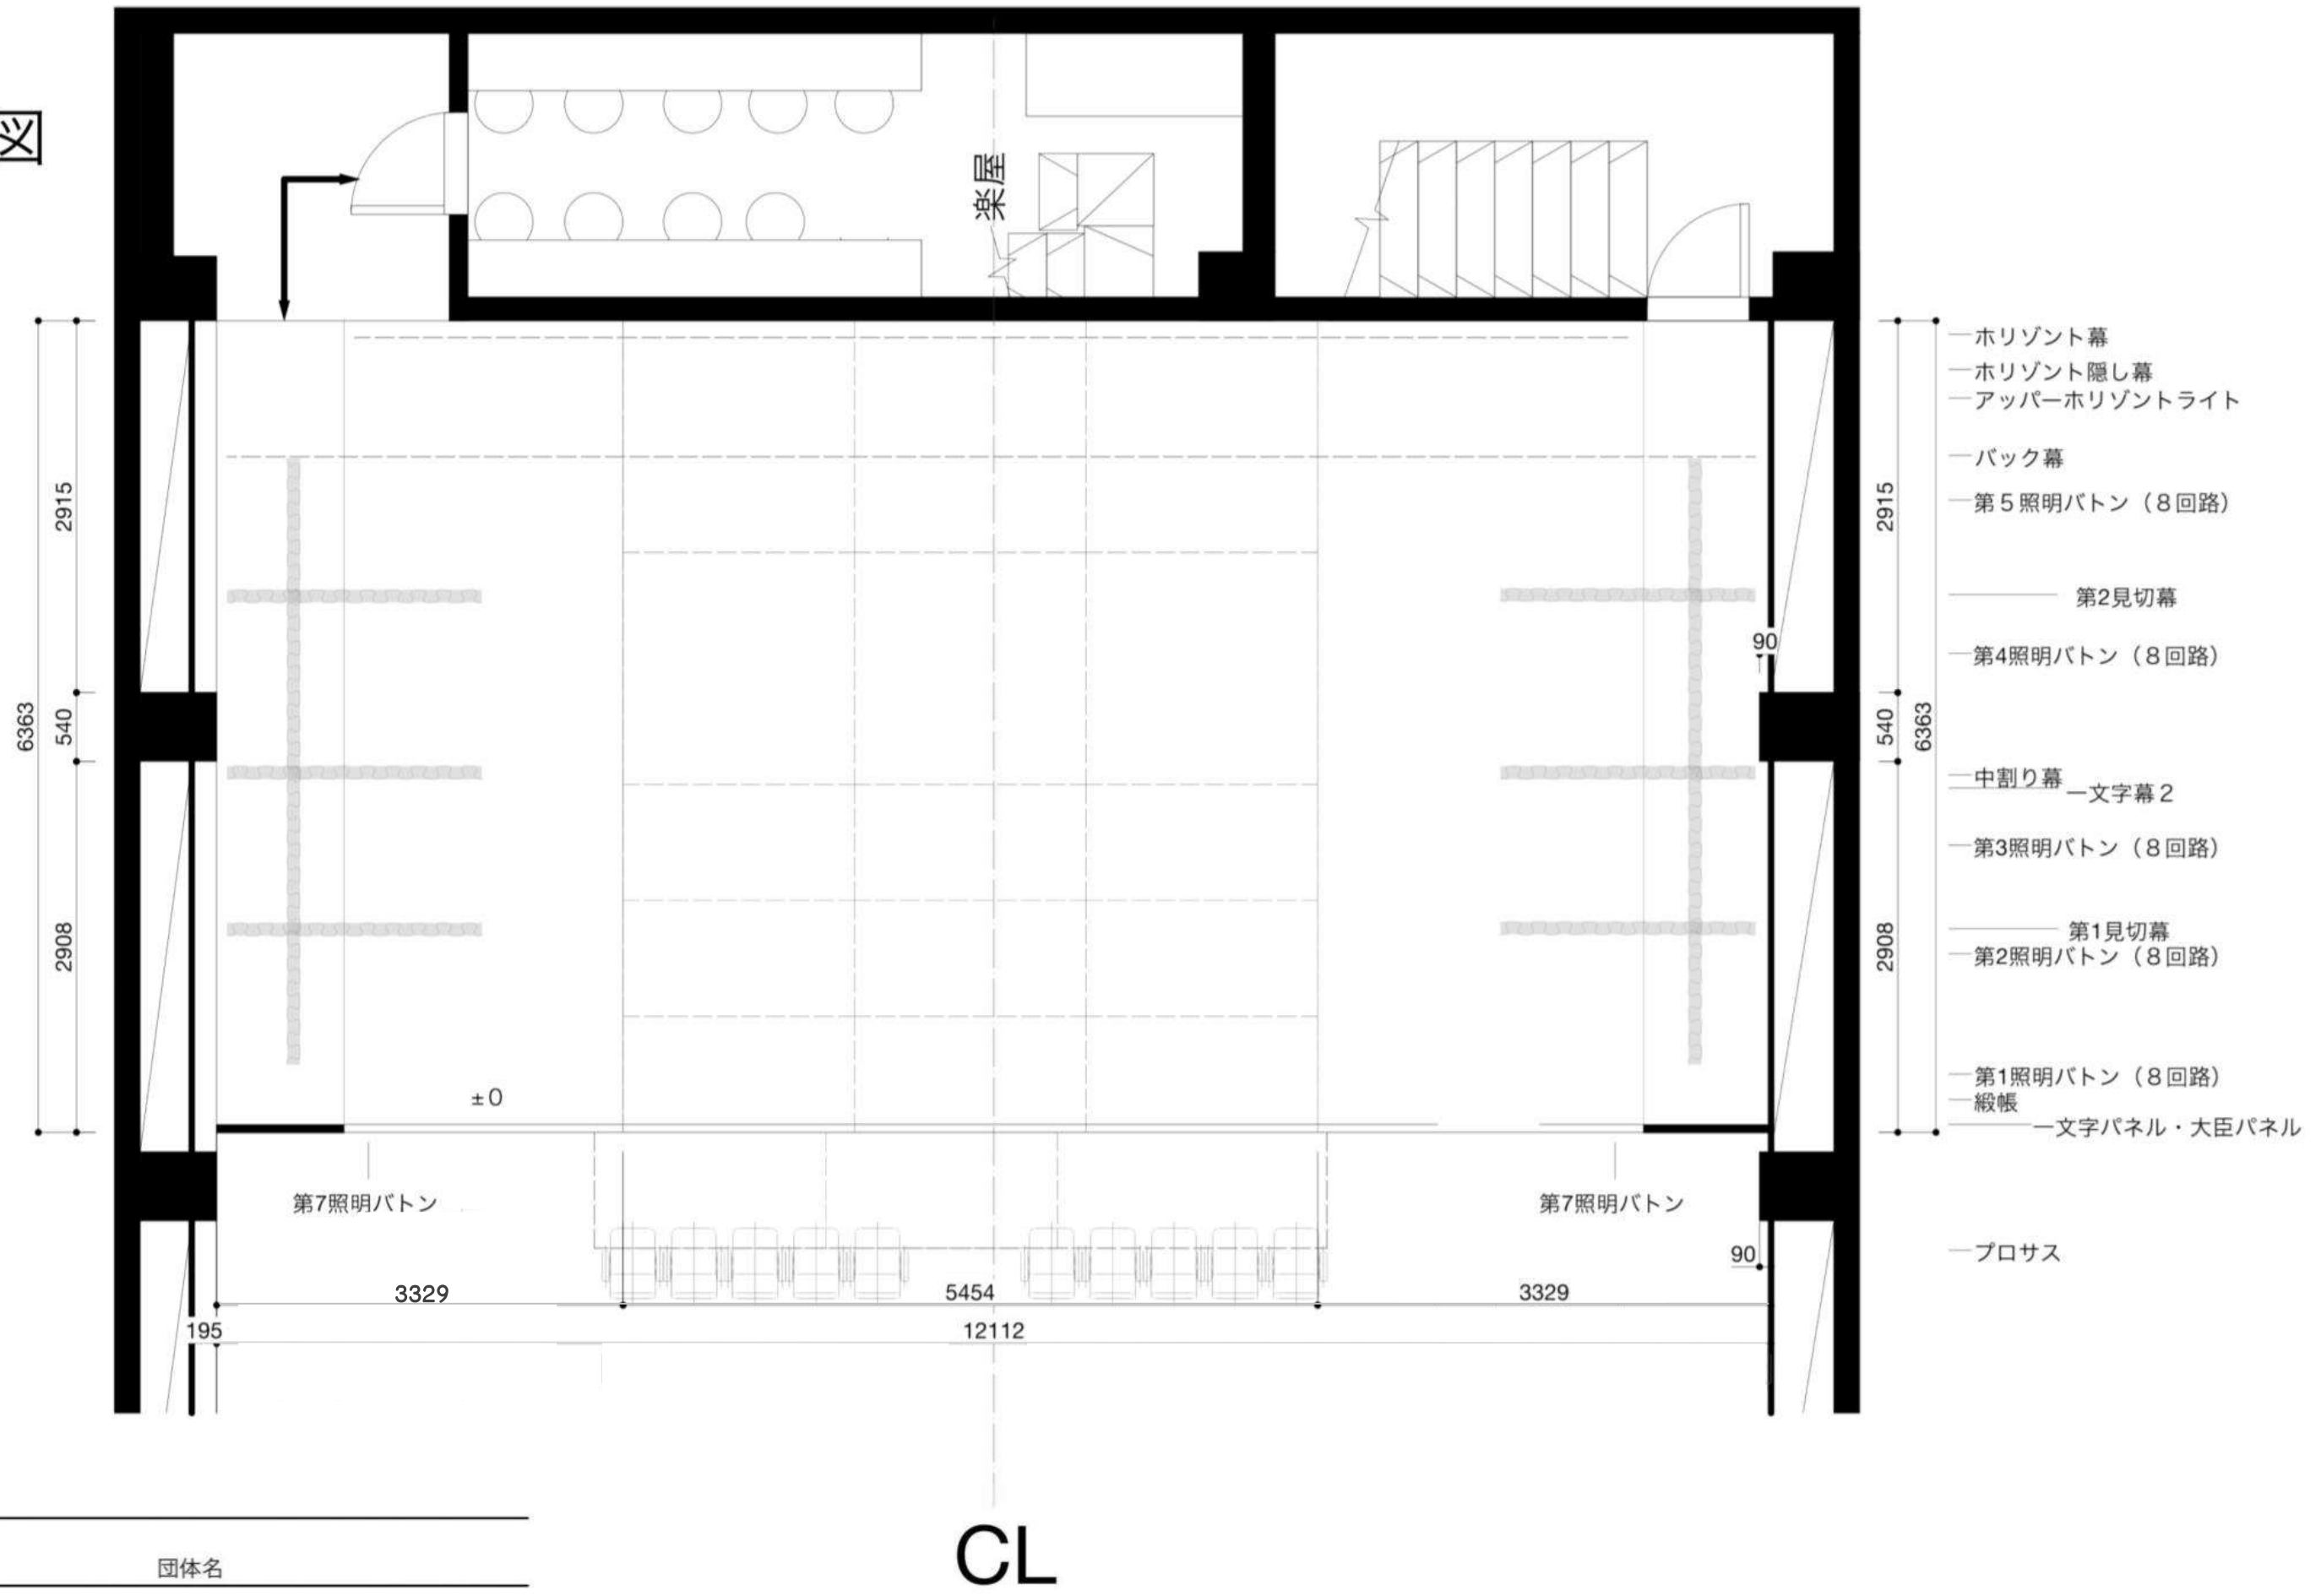 図
楽屋
ホリゾント幕
ホリゾント隠し幕
アッパーホリゾントライト
バック幕
第５照明バトン（８回路）
第2見切幕
第4照明バトン（８回路）
中割り幕
一文字幕２
第3照明バトン（８回路）
第1見切幕
第2照明バトン（８回路）
第1照明バトン（８回路）
緞帳
一文字パネル・大臣パネル
プロサス
2915
540
6363
2908
2915
540
6363
2908
90
±0
第7照明バトン
第7照明バトン
90
3329
5454
3329
195
12112
CL
団体名